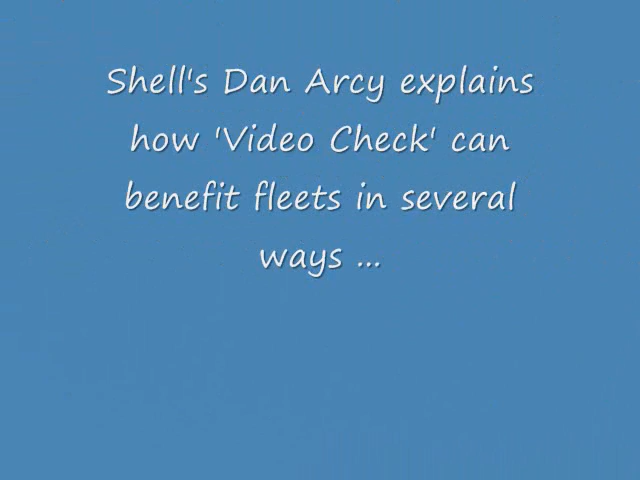 Shell's Dan Arcy explains
how 'Video Check' can
benefit fleets in several
ways ...